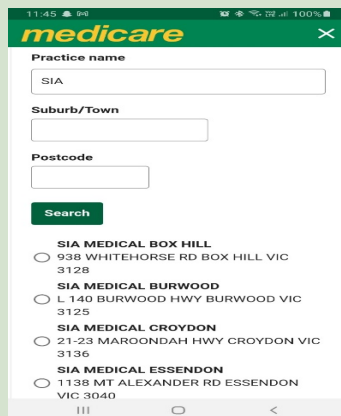 11:45
100%
medicare
Practice name
SIA
Suburb/Town
Postcode
Search
SIA MEDICAL BOX HILL
938 WHITEHORSE RD BOX HILL VIC
3128
SIA MEDICAL BURWOOD
L 140 BURWOOD HWY BURWOOD VIC
3125
SIA MEDICAL CROYDON
21-23 MAROONDAH HWY CROYDON VIC
3136
SIA MEDICAL ESSENDON
1138 MT ALEXANDER RD ESSENDON
VIC 3040